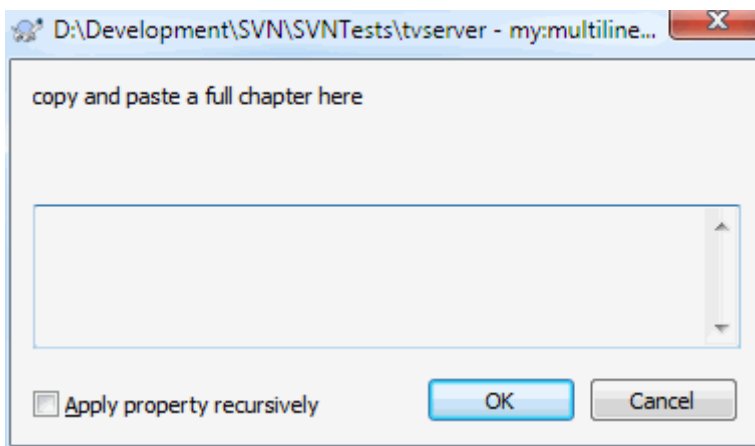 D:\Development\SVN\SVNTests\tvserver - my:multiline...
copy and paste a full chapter here
Apply property recursively
OK
Cancel